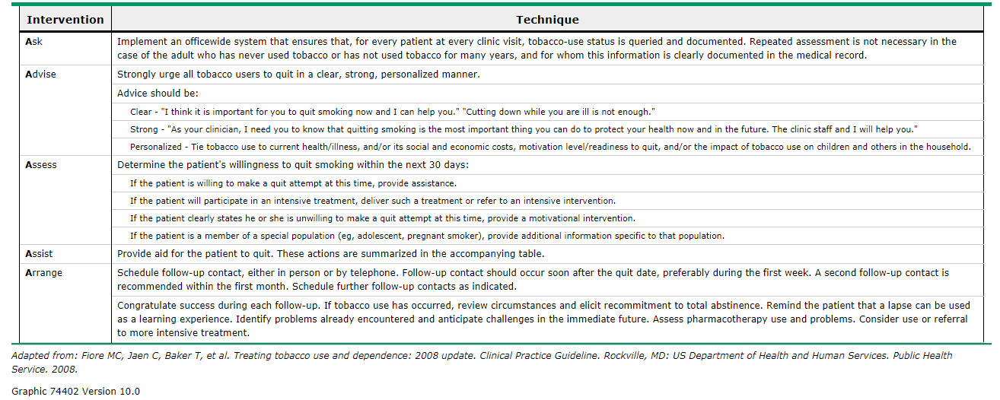 Intervention Technique
Ask Implement an officewide system that ensures that, for every patient at every clinic visit, tobacco-use status is queried and documented. Repeated assessment is not necessary in the
case of the adult who has never used tobacco or has not used tobacco for many years, and for whom this information is clearly documented in the medical record.
Advise Strongly urge all tobacco users to quit in a clear, strong, personalized manner.
Advice should be:
Clear - "I think it is important for you to quit smoking now and I can help you." "Cutting down while you are ill is not enough."
Strong - "As your clinician, I need you to know that quitting smoking is the most important thing you can do to protect your health now and in the future. The clinic staff and I will help you."
Personalized - Tie tobacco use to current health/illness, and/or its social and economic costs, motivation level/readiness to quit, and/or the impact of tobacco use on children and others in the household.
Assess Determine the patient's willingness to quit smoking within the next 30 days:
If the patient is willing to make a quit attempt at this time, provide assistance.
If the patient will participate in an intensive treatment, deliver such a treatment or refer to an intensive intervention.
If the patient clearly states he or she is unwilling to make a quit attempt at this time, provide a motivational intervention.
If the patient is a member of a special population (eg, adolescent, pregnant smoker), provide additional information specific to that population.
Assist Provide aid for the patient to quit. These actions are summarized in the accompanying table.
Arrange Schedule follow-up contact, either in person or by telephone. Follow-up contact should occur soon after the quit date, preferably during the first week. A second follow-up contact is
recommended within the first month. Schedule further follow-up contacts as indicated.
Congratulate success during each follow-up. If tobacco use has occurred, review circumstances and elicit recommitment to total abstinence. Remind the patient that a lapse can be used
as a learning experience. Identify problems already encountered and anticipate challenges in the immediate future. Assess pharmacotherapy use and problems. Consider use or referral
to more intensive treatment.
Adapted from: Fiore MC, Jaen C, Baker T, et al. Treating tobacco use and dependence: 2008 update. Clinical Practice Guideline. Rockville, MD: US Department of Health and Human Services. Public Health
Service. 2008.
Graphic 74402 Version 10.0